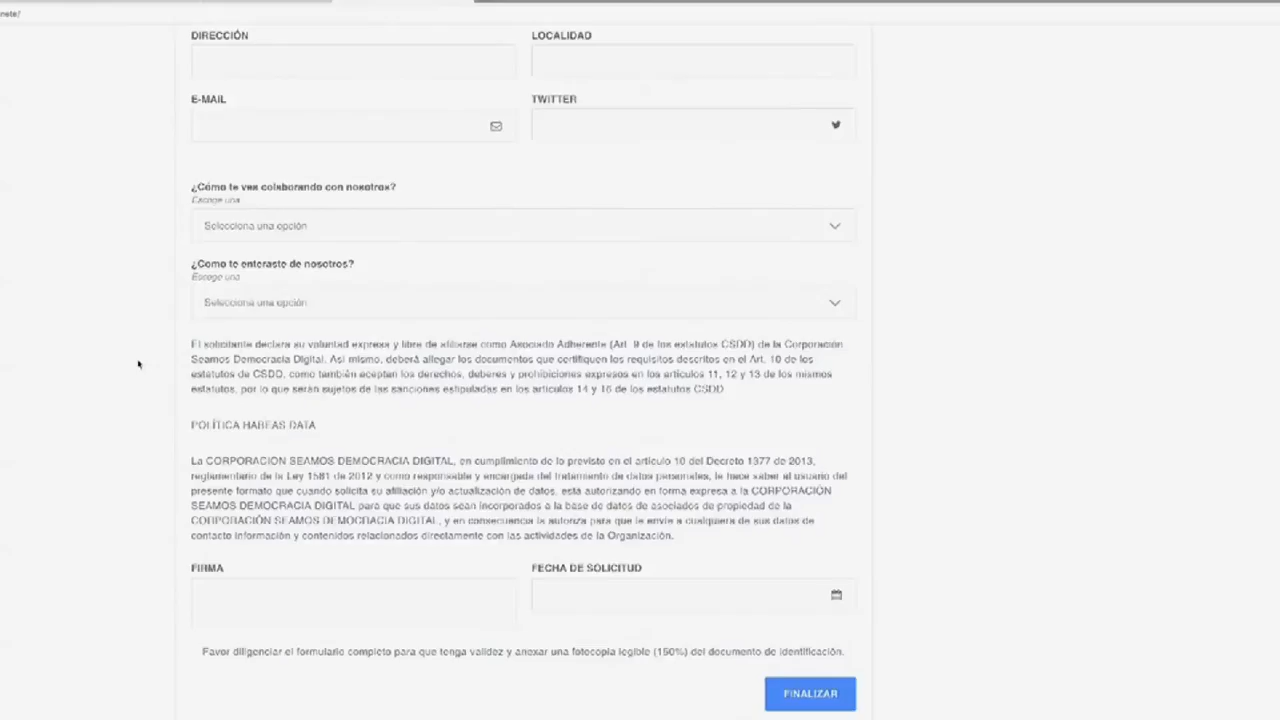 nete/
DIRECCIÓN LOCALIDAD
E-MAIL TWITTER
¿Cómo te ves colaborando con nosotros?
Escoge una
Selecciona una opción
¿Como te enteraste de nosotros?
Escoge una
Selecciona una opción
El solicitante declara su voluntad expresa y libre de afiliarse como Asociado Adherente (Art. 9 de los estatutos CSDD) de la Corporación
Seamos Democracia Digital. Así mismo, deberá allegar los documentos que certifiquen los requisitos descritos en el Art. 10 de los
estatutos de CSDD, como también aceptan los derechos, deberes y prohibiciones expresos en los artículos 11, 12 y 13 de los mismos
estatutos, por lo que serán sujetos de las sanciones estipuladas en los artículos 14 y 15 de los estatutos CSDD
POLÍTICA HABEAS DATA
La CORPORACIÓN SEAMOS DEMOCRACIA DIGITAL, en cumplimiento de lo previsto en el artículo 10 del Decreto 1377 de 2013,
reglamentario de la Ley 1581 de 2012 y como responsable y encargada del tratamiento de datos personales, le hace saber al usuario del
presente formato que cuando solicita su afiliación y/o actualización de datos, está autorizando en forma expresa a la CORPORACIÓN
SEAMOS DEMOCRACIA DIGITAL para que sus datos sean incorporados a la base de datos de asociados de propiedad de la
CORPORACIÓN SEAMOS DEMOCRACIA DIGITAL, y en consecuencia la autoriza para que le envíe a cualquiera de sus datos de
contacto información y contenidos relacionados directamente con las actividades de la Organización.
FIRMA FECHA DE SOLICITUD
Favor diligenciar el formulario completo para que tenga validez y anexar una fotocopia legible (150%) del documento de identificación.
FINALIZAR